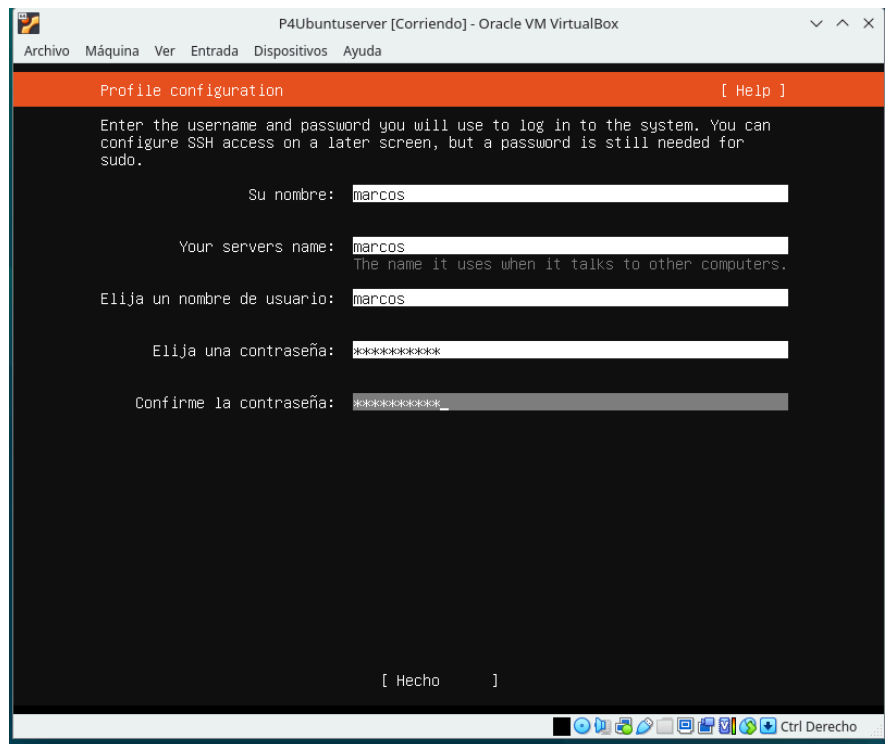 P4Ubuntuserver [Corriendo] - Oracle VM VirtualBox
Archivo Máquina Ver Entrada Dispositivos Ayuda
Profile configuration [ Help ]
Enter the username and password you will use to log in to the system. You can
configure SSH access on a later screen, but a password is still needed for
sudo.
Su nombre: marcos
Your servers name: marcos
The name it uses when it talks to other computers.
Elija un nombre de usuario: marcos
Elija una contraseña: **********
Confirme la contraseña: **********_
[ Hecho ]
Ctrl Derecho